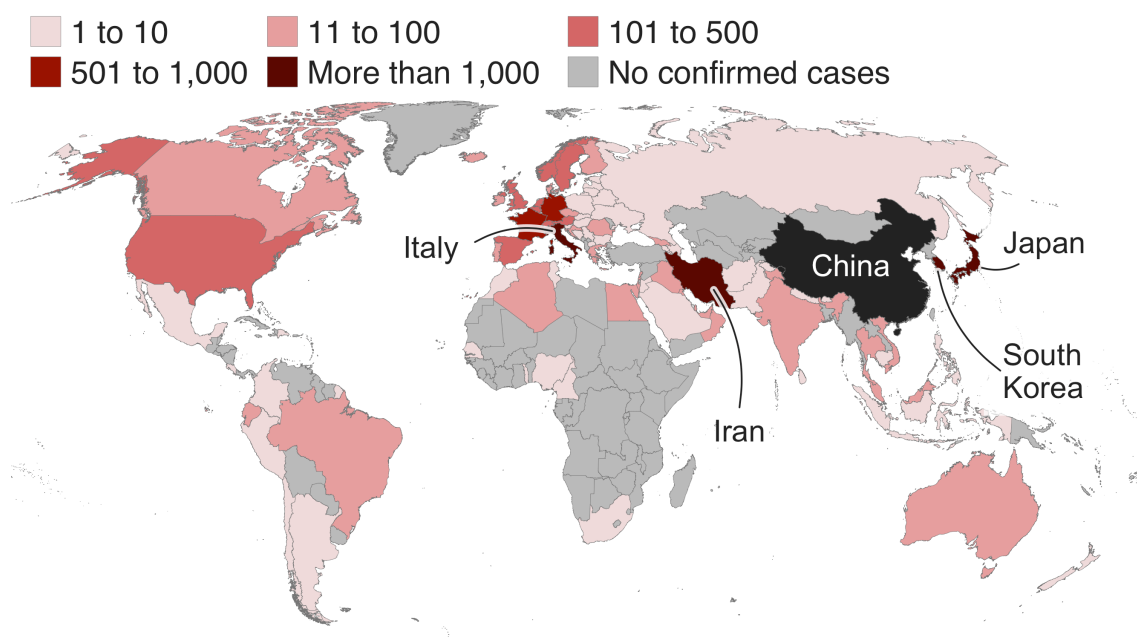 1 to 10
11 to 100
101 to 500
501 to 1,000
More than 1,000
No confirmed cases
Italy
China
Japan
South
Korea
Iran